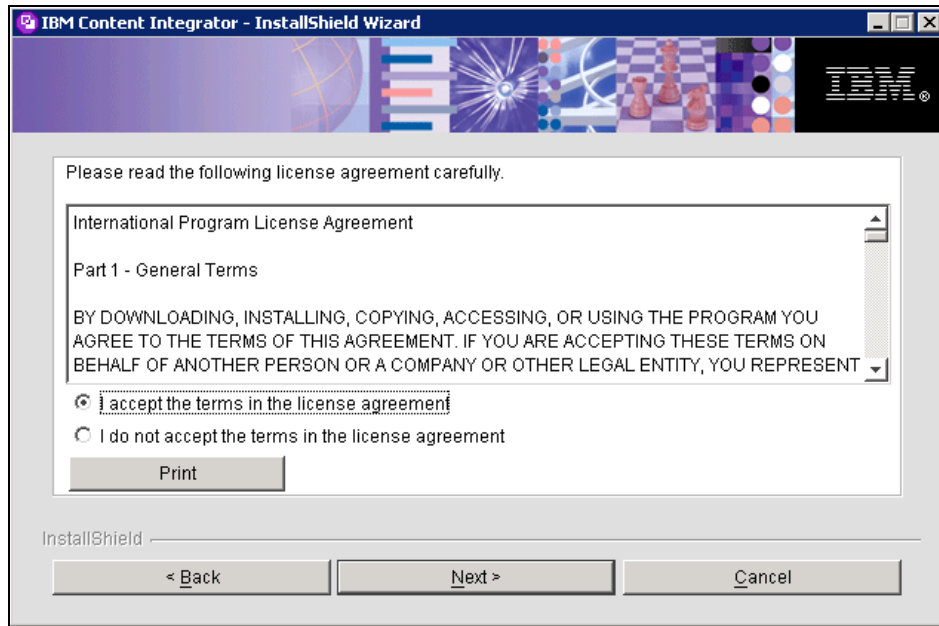 IBM Content Integrator - InstallShield Wizard
IBM®
Please read the following license agreement carefully.
International Program License Agreement
Part 1 - General Terms
BY DOWNLOADING, INSTALLING, COPYING, ACCESSING, OR USING THE PROGRAM YOU
AGREE TO THE TERMS OF THIS AGREEMENT. IF YOU ARE ACCEPTING THESE TERMS ON
BEHALF OF ANOTHER PERSON OR A COMPANY OR OTHER LEGAL ENTITY, YOU REPRESENT
I accept the terms in the license agreement
I do not accept the terms in the license agreement
Print
InstallShield
< Back
Next >
Cancel